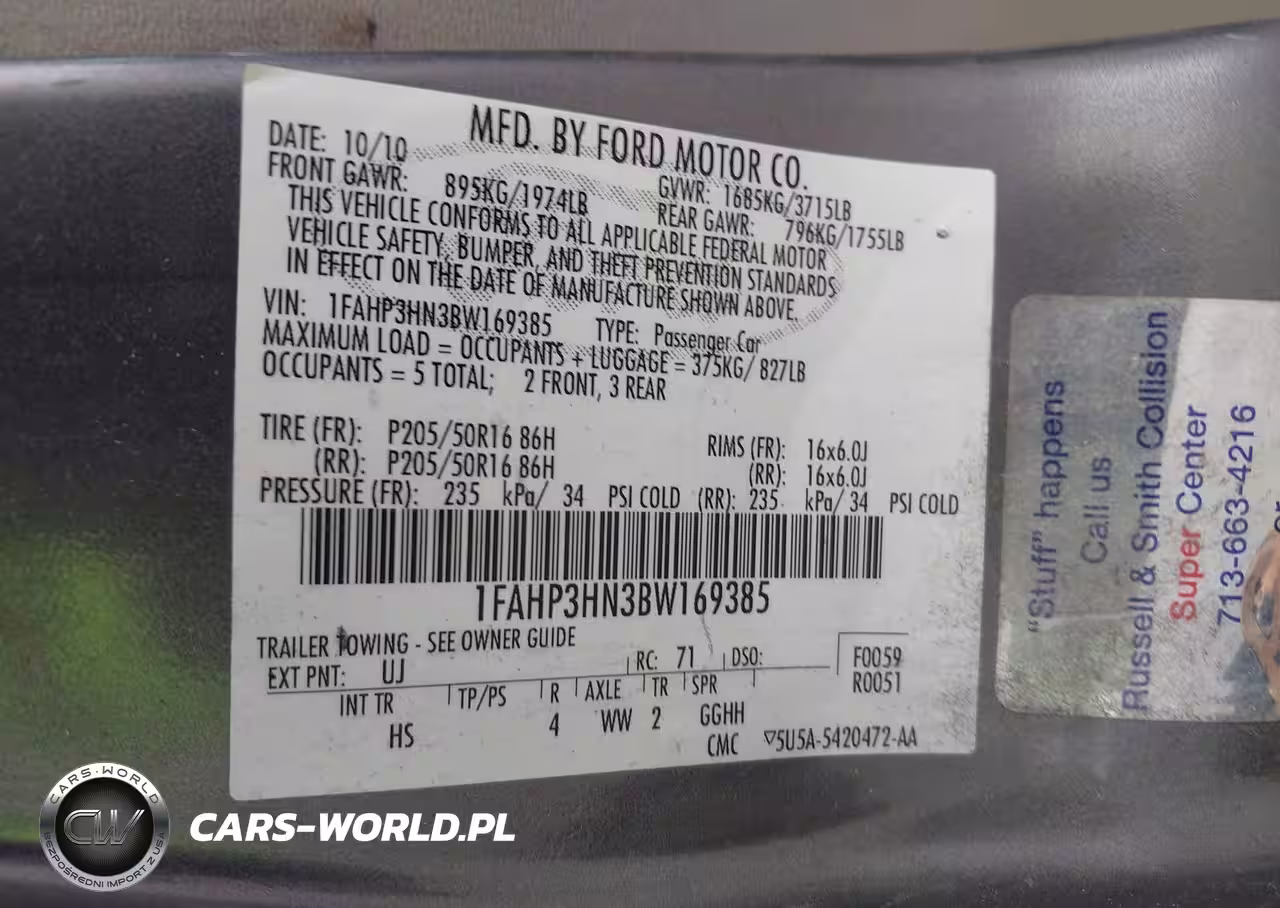 MFD. BY FORD MOTOR CO.
DATE: 10/10
GVWR: 1685KG/3715LB
FRONT GAWR: 895KG/1974LB
REAR GAWR: 796KG/1755LB
THIS VEHICLE CONFORMS TO ALL APPLICABLE FEDERAL MOTOR
VEHICLE SAFETY, BUMPER, AND THEFT PREVENTION STANDARDS
IN EFFECT ON THE DATE OF MANUFACTURE SHOWN ABOVE.
VIN: 1FAHP3HN3BW169385 TYPE: Passenger Car
MAXIMUM LOAD = OCCUPANTS + LUGGAGE = 375KG/ 827LB
OCCUPANTS = 5 TOTAL; 2 FRONT, 3 REAR
TIRE (FR): P205/50R16 86H RIMS (FR): 16x6.0J
(RR): P205/50R16 86H (RR): 16x6.0J
PRESSURE (FR): 235 kPa/ 34 PSI COLD (RR): 235 kPa/ 34 PSI COLD
1FAHP3HN3BW169385
TRAILER TOWING - SEE OWNER GUIDE
EXT PNT: UJ RC: 71 DSO: F0059
R0051
INT TR TP/PS R AXLE TR SPR
HS 4 WW 2 GGHH
CMC ▽5U5A-5420472-AA
"Stuff" happens
Call us
Russell & Smith Collision
Super Center
713-663-4216
CARS-WORLD
CW
BEZPOŚREDNI IMPORT Z USA
CARS-WORLD.PL